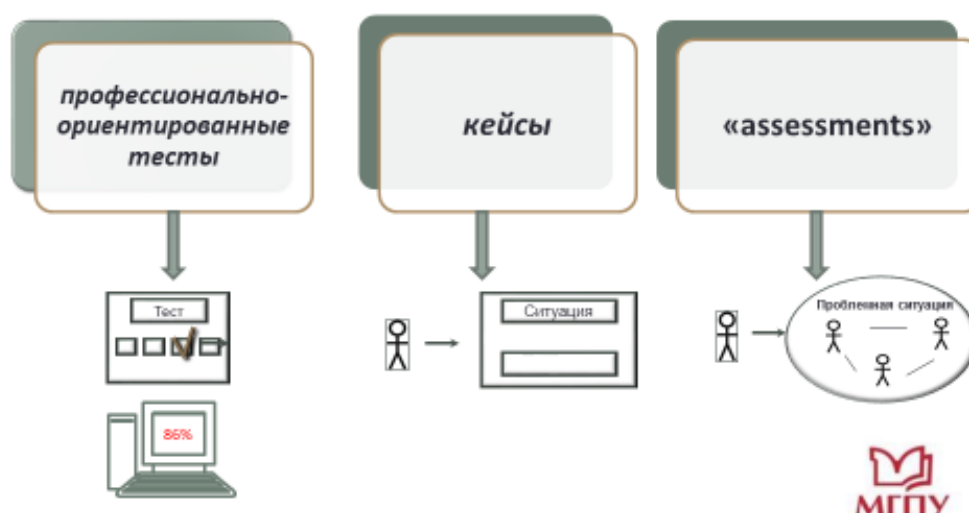 профессионально-
ориентированные
тесты
кейсы
«assessments»
Тест
Ситуация
Проблемная ситуация
86%
МГПУ